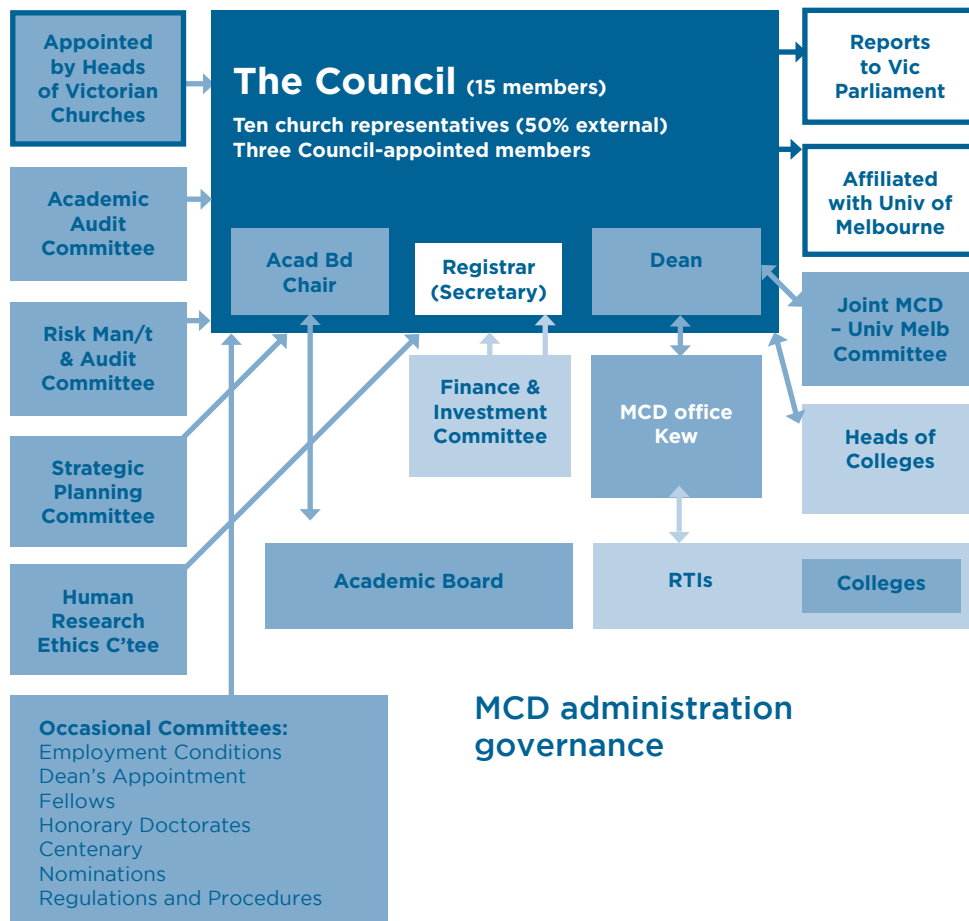 Appointed
by Heads
of Victorian
Churches
The Council (15 members)
Ten church representatives (50% external)
Three Council-appointed members
Reports
to Vic
Parliament
Affiliated
with Univ of
Melbourne
Academic
Audit
Committee
Acad Bd
Chair
Registrar
(Secretary)
Dean
Joint MCD
– Univ Melb
Committee
Risk Man/t
& Audit
Committee
Finance &
Investment
Committee
MCD office
Kew
Heads of
Colleges
Strategic
Planning
Committee
Academic Board
RTIs
Colleges
Human
Research
Ethics C’tee
Occasional Committees:
Employment Conditions
Dean’s Appointment
Fellows
Honorary Doctorates
Centenary
Nominations
Regulations and Procedures
MCD administration
governance